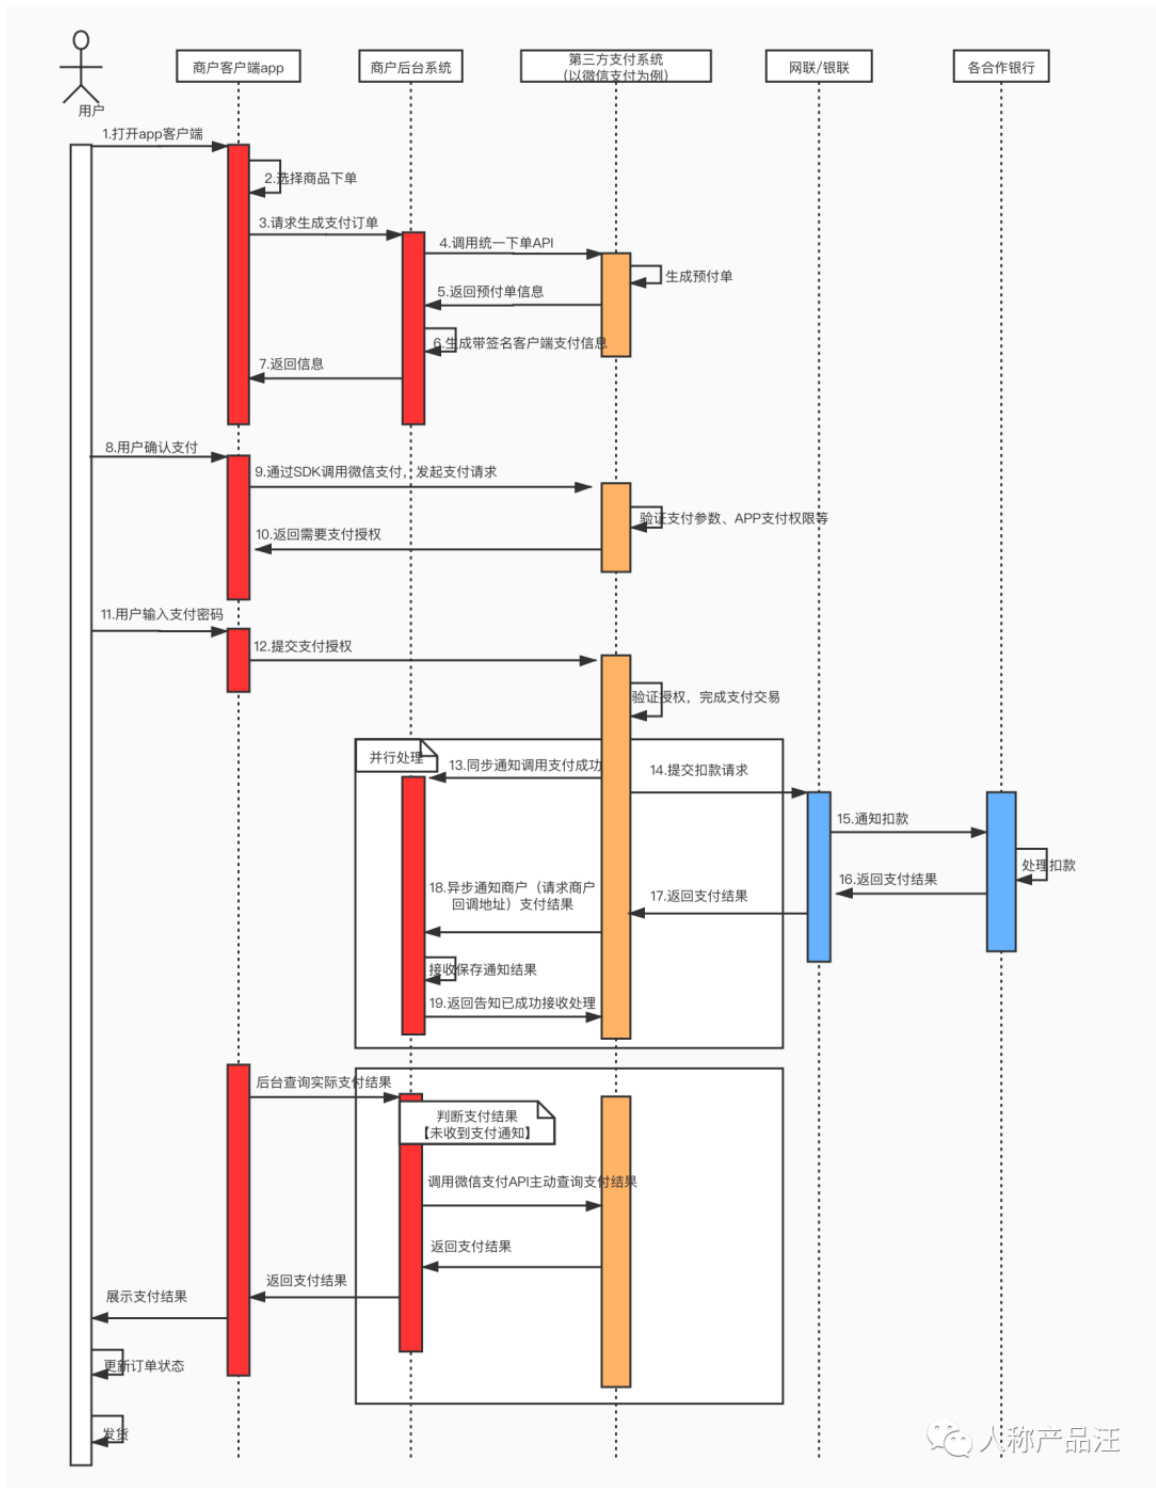 商户客户端app
商户后台系统
第三方支付系统
（以微信支付为例）
网联/银联
各合作银行
用户
1.打开app客户端
2.选择商品下单
3.请求生成支付订单
4.调用统一下单API
生成预付单
5.返回预付单信息
6.生成带签名客户端支付信息
7.返回信息
8.用户确认支付
9.通过SDK调用微信支付，发起支付请求
验证支付参数、APP支付权限等
10.返回需要支付授权
11.用户输入支付密码
12.提交支付授权
验证授权，完成支付交易
并行处理
13.同步通知调用支付成功
14.提交扣款请求
15.通知扣款
处理扣款
16.返回支付结果
17.返回支付结果
18.异步通知商户（请求商户
回调地址）支付结果
接收保存通知结果
19.返回告知已成功接收处理
后台查询实际支付结果
判断支付结果
【未收到支付通知】
调用微信支付API主动查询支付结果
返回支付结果
返回支付结果
展示支付结果
更新订单状态
发货
人称产品汪